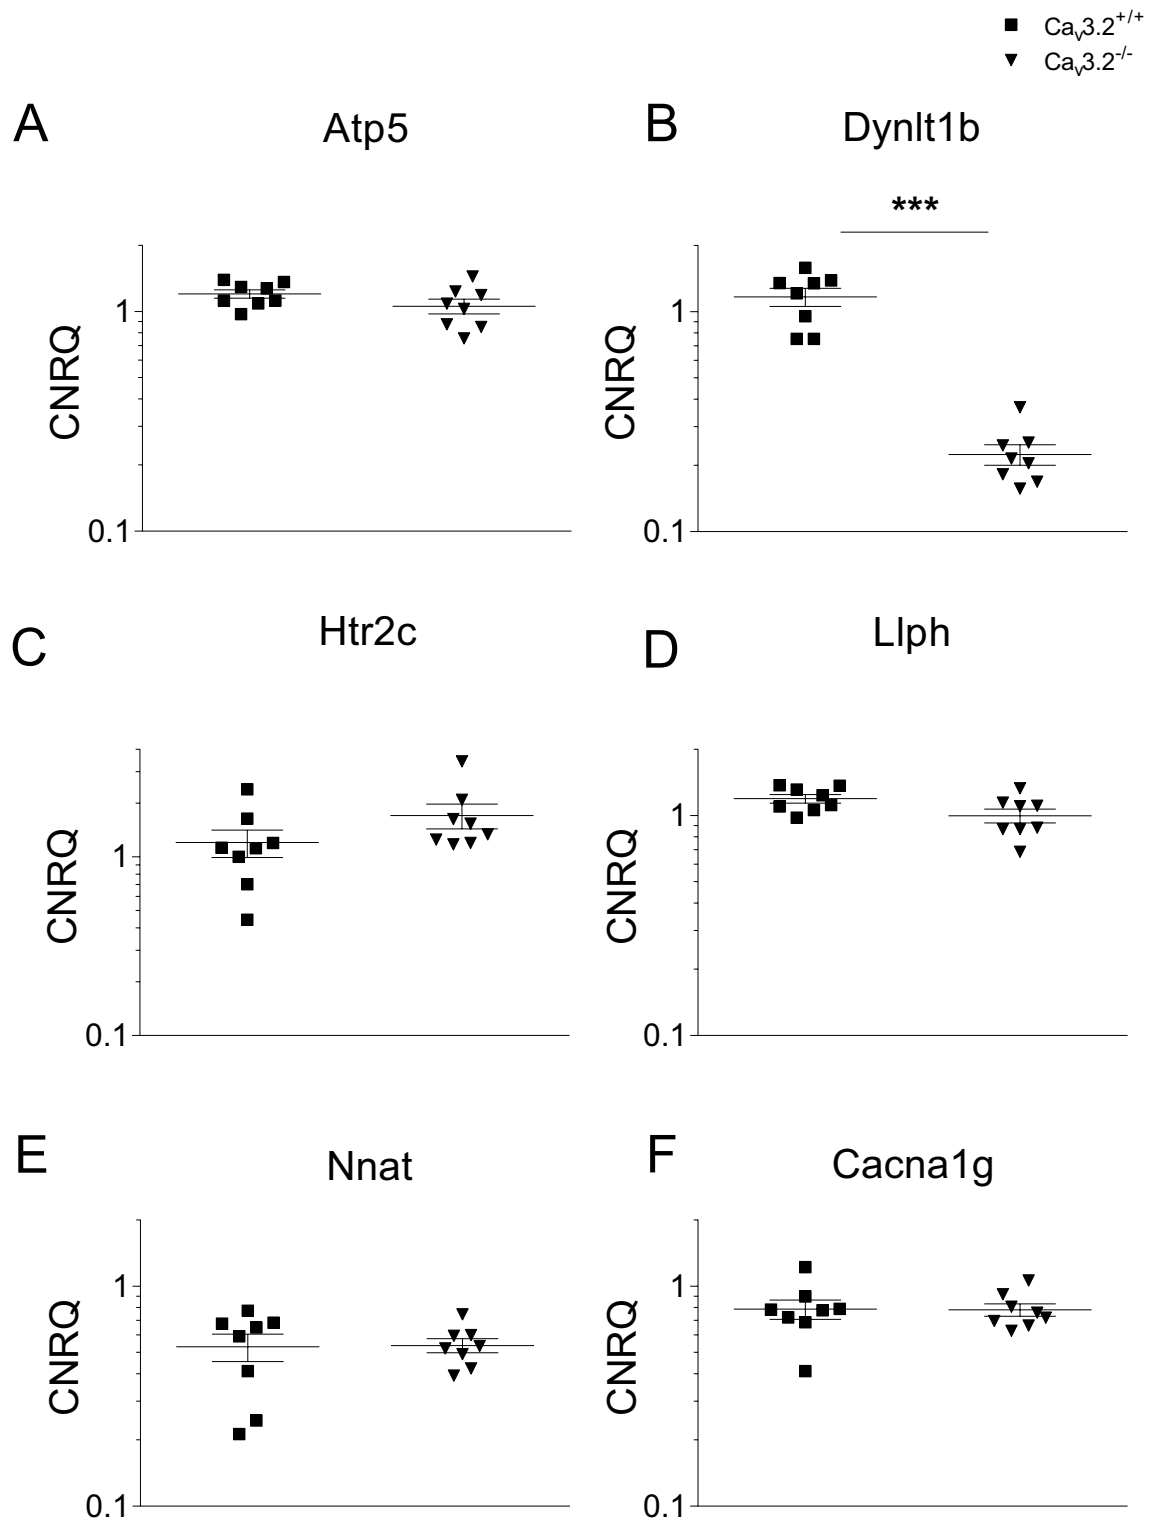 Caᵥ3.2⁺/⁺
Caᵥ3.2⁻/⁻
A
Atp5
B
Dynlt1b
***
CNRQ
1
0.1
CNRQ
1
0.1
C
Htr2c
D
Llph
CNRQ
1
0.1
CNRQ
1
0.1
E
Nnat
F
Cacna1g
CNRQ
1
0.1
CNRQ
1
0.1